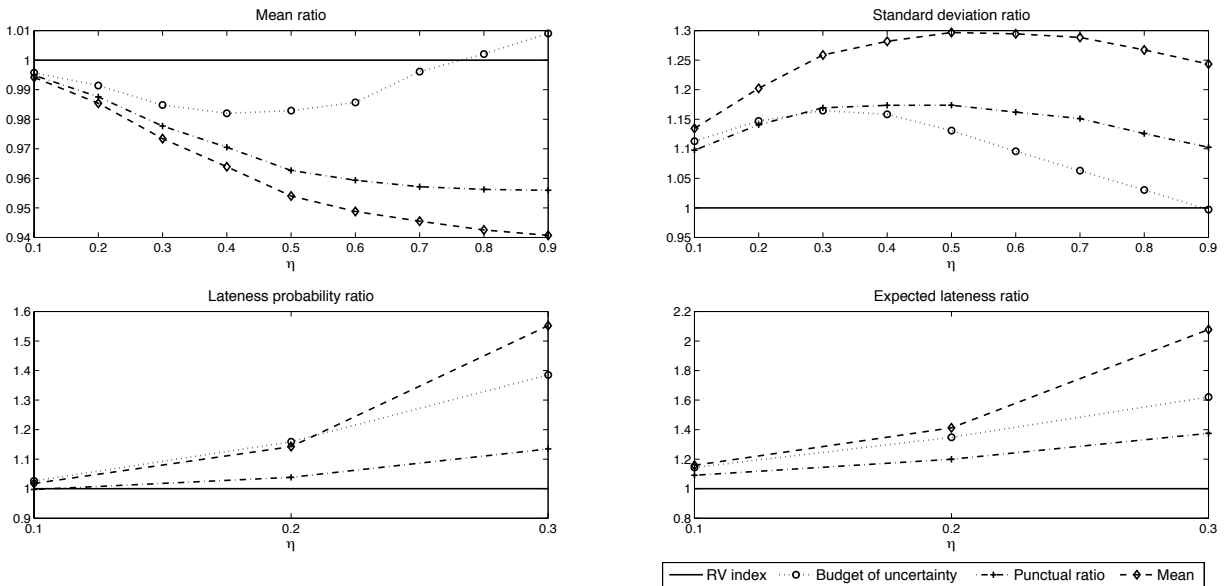 Mean ratio
1.01
1
0.99
0.98
0.97
0.96
0.95
0.94
0.1 0.2 0.3 0.4 0.5 0.6 0.7 0.8 0.9
η
Standard deviation ratio
1.3
1.25
1.2
1.15
1.1
1.05
1
0.95
0.1 0.2 0.3 0.4 0.5 0.6 0.7 0.8 0.9
η
Lateness probability ratio
1.6
1.5
1.4
1.3
1.2
1.1
1
0.9
0.1 0.2 0.3
η
Expected lateness ratio
2.2
2
1.8
1.6
1.4
1.2
1
0.8
0.1 0.2 0.3
η
RV index Budget of uncertainty Punctual ratio Mean